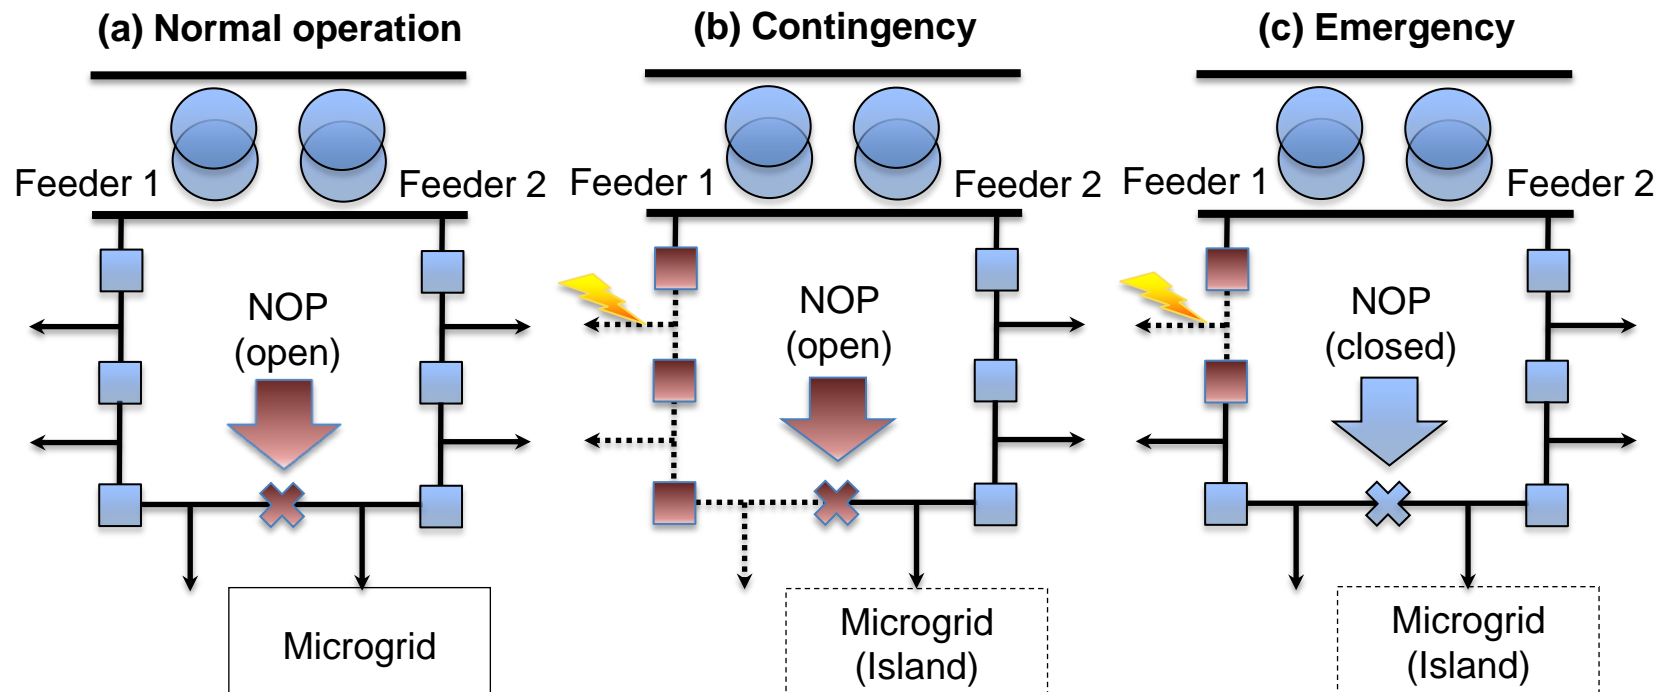 (a) Normal operation
Feeder 1
Feeder 2
NOP
(open)
Microgrid
(b) Contingency
Feeder 1
Feeder 2
NOP
(open)
Microgrid
(Island)
(c) Emergency
Feeder 1
Feeder 2
NOP
(closed)
Microgrid
(Island)